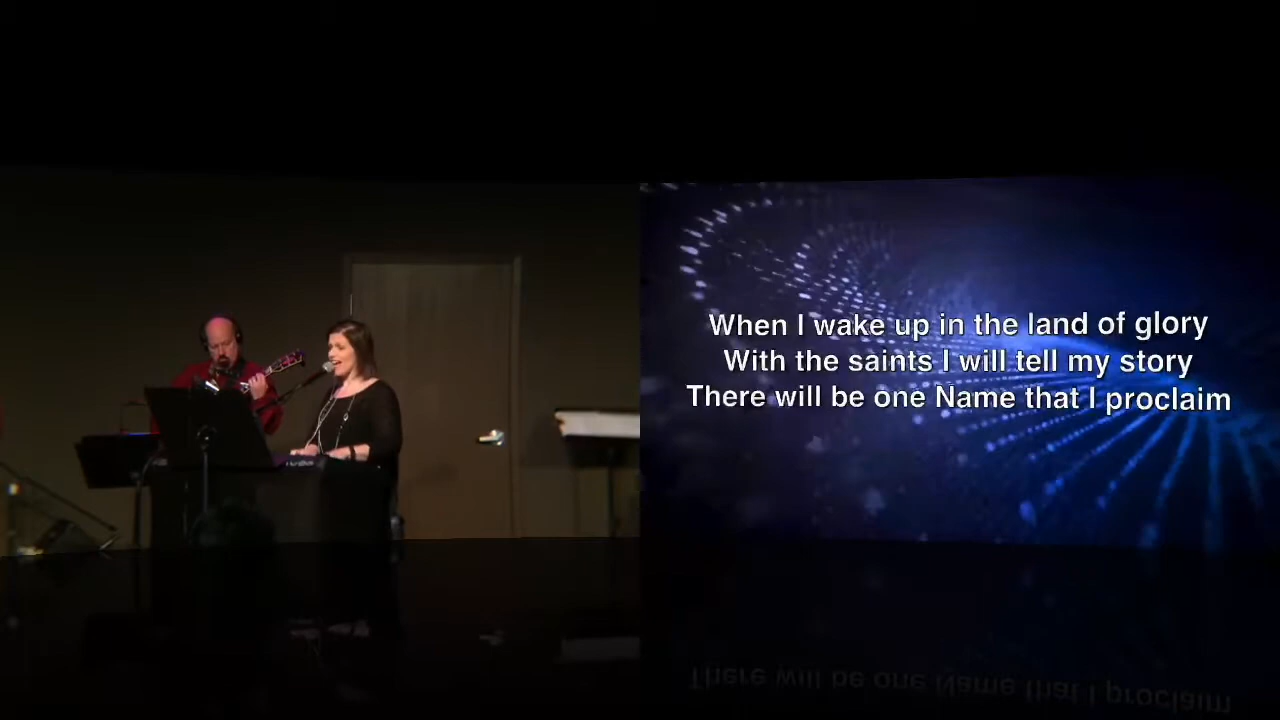 When I wake up in the land of glory
With the saints I will tell my story
There will be one Name that I proclaim